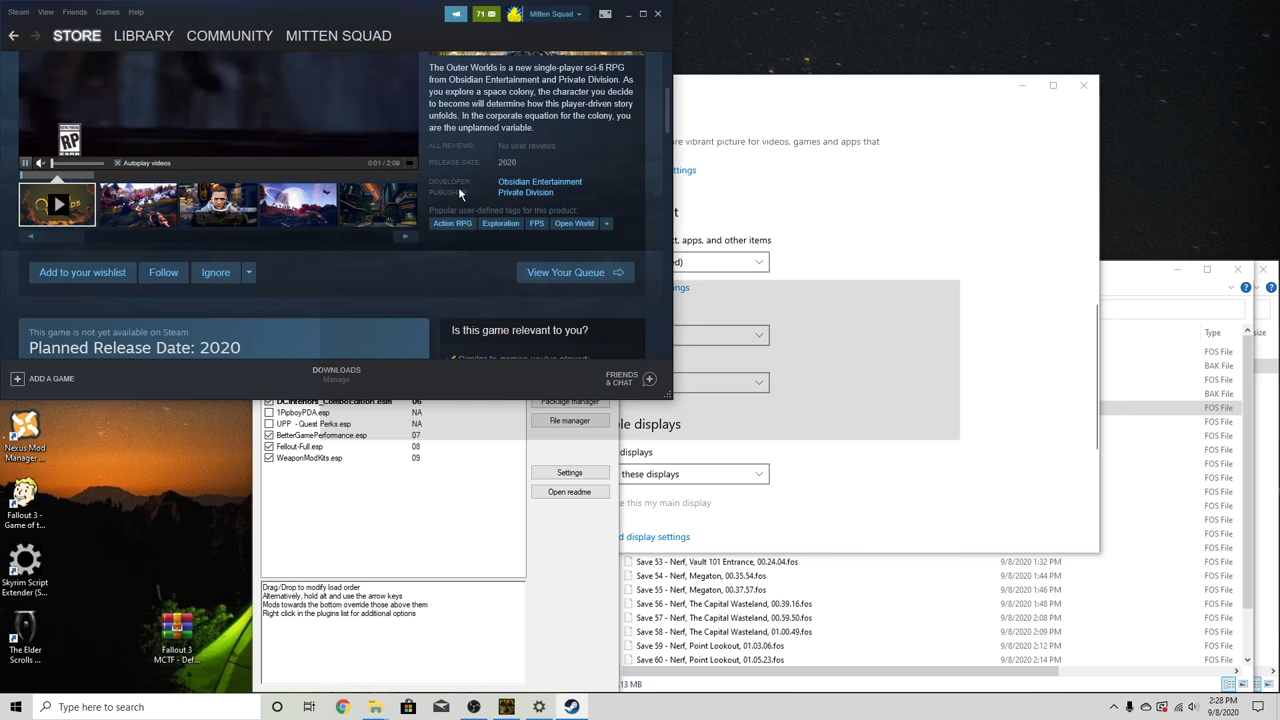 Steam View Friends Games Help
71
Mitten Squad
STORE LIBRARY COMMUNITY MITTEN SQUAD
The Outer Worlds is a new single-player sci-fi RPG
from Obsidian Entertainment and Private Division. As
you explore a space colony, the character you decide
to become will determine how this player-driven story
unfolds. In the corporate equation for the colony, you
are the unplanned variable.
RP
ALL REVIEWS: No user reviews
Autoplay videos 0:01 / 2:09
RELEASE DATE: 2020
DEVELOPER: Obsidian Entertainment
Private Division
Popular user-defined tags for this product:
Action RPG Exploration FPS Open World +
Add to your wishlist Follow Ignore View Your Queue
This game is not yet available on Steam
Planned Release Date: 2020
Is this game relevant to you?
Similar to games you've played:
ADD A GAME
DOWNLOADS
Manage
FRIENDS
& CHAT
ore vibrant picture for videos, games and apps that
ettings
t
t, apps, and other items
ed)
ings
le displays
displays
these displays
e this my main display
d display settings
Type
size
FOS File
BAK File
FOS File
BAK File
FOS File
FOS File
FOS File
FOS File
FOS File
FOS File
FOS File
FOS File
FOS File
FOS File
FOS File
DCInteriors_ComboEdition.esm 06
1PipboyPDA.esp NA
UPP - Quest Perks.esp NA
BetterGamePerformance.esp 07
Fellout-Full.esp 08
WeaponModKits.esp 09
Package manager
File manager
Settings
Open readme
Drag/Drop to modify load order
Alternatively, hold alt and use the arrow keys
Mods towards the bottom override those above them
Right click in the plugins list for additional options
Save 53 - Nerf, Vault 101 Entrance, 00.24.04.fos 9/8/2020 1:32 PM FOS File
Save 54 - Nerf, Megaton, 00.35.54.fos 9/8/2020 1:44 PM FOS File
Save 55 - Nerf, Megaton, 00.37.57.fos 9/8/2020 1:46 PM FOS File
Save 56 - Nerf, The Capital Wasteland, 00.39.16.fos 9/8/2020 1:48 PM FOS File
Save 57 - Nerf, The Capital Wasteland, 00.59.50.fos 9/8/2020 2:08 PM FOS File
Save 58 - Nerf, The Capital Wasteland, 01.00.49.fos 9/8/2020 2:09 PM FOS File
Save 59 - Nerf, Point Lookout, 01.03.06.fos 9/8/2020 2:12 PM FOS File
Save 60 - Nerf, Point Lookout, 01.05.23.fos 9/8/2020 2:14 PM FOS File
.13 MB
Nexus Mod
Manager ...
Fallout 3 -
Game of t...
Skyrim Script
Extender (S...
The Elder
Scrolls ...
Fallout 3
MCTF - Def...
Type here to search
2:28 PM
9/8/2020